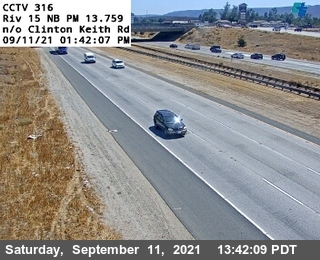 CCTV 316
Riv 15 NB PM 13.759
n/o Clinton Keith Rd
09/11/21 01:42:07 PM
Saturday, September 11, 2021 13:42:09 PDT